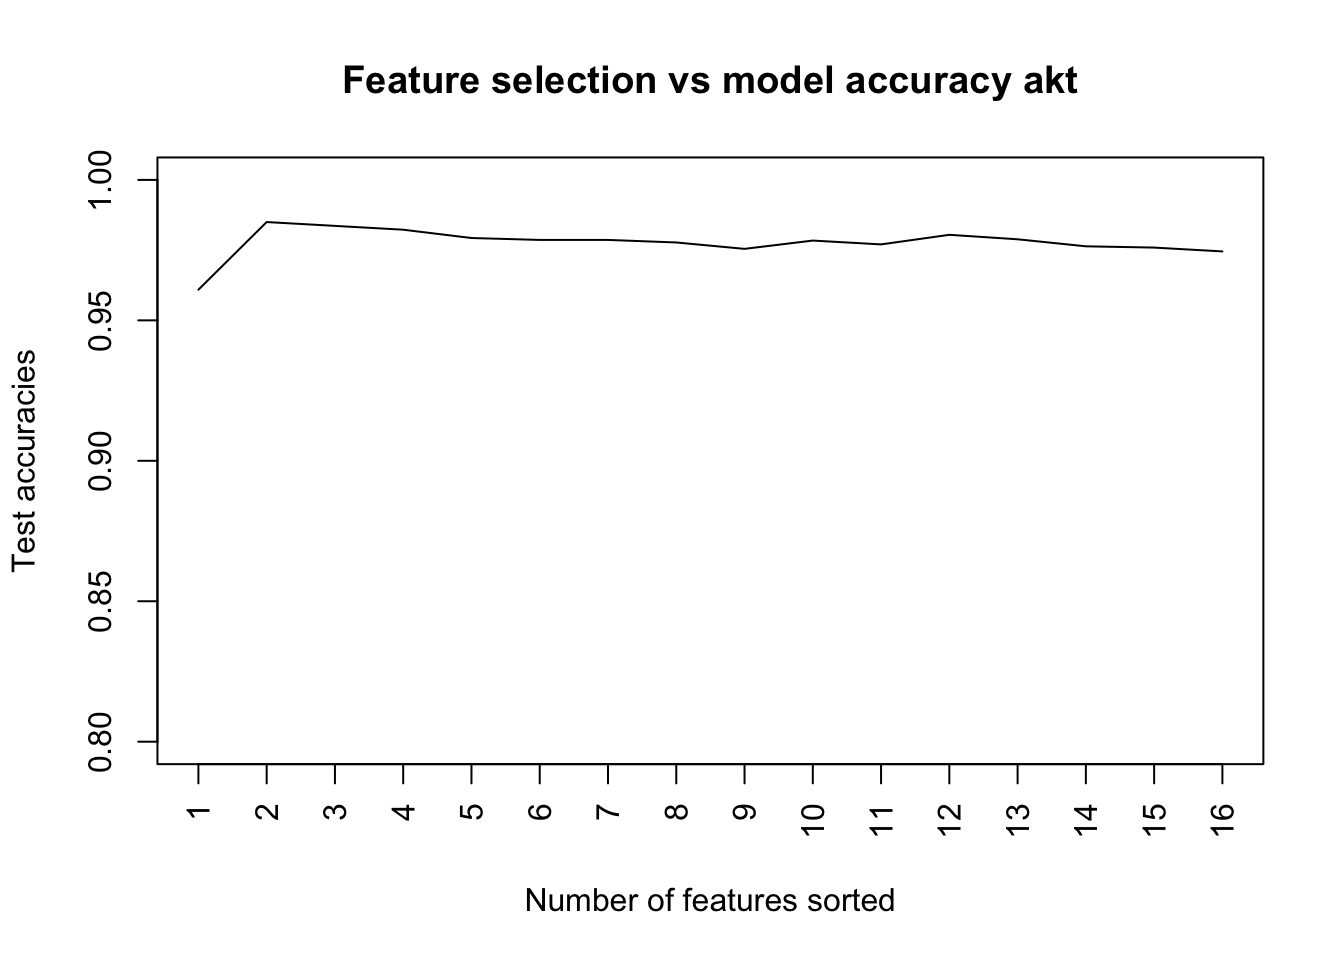 Feature selection vs model accuracy akt
1.00
0.95
0.90
0.85
0.80
Test accuracies
1 2 3 4 5 6 7 8 9 10 11 12 13 14 15 16
Number of features sorted